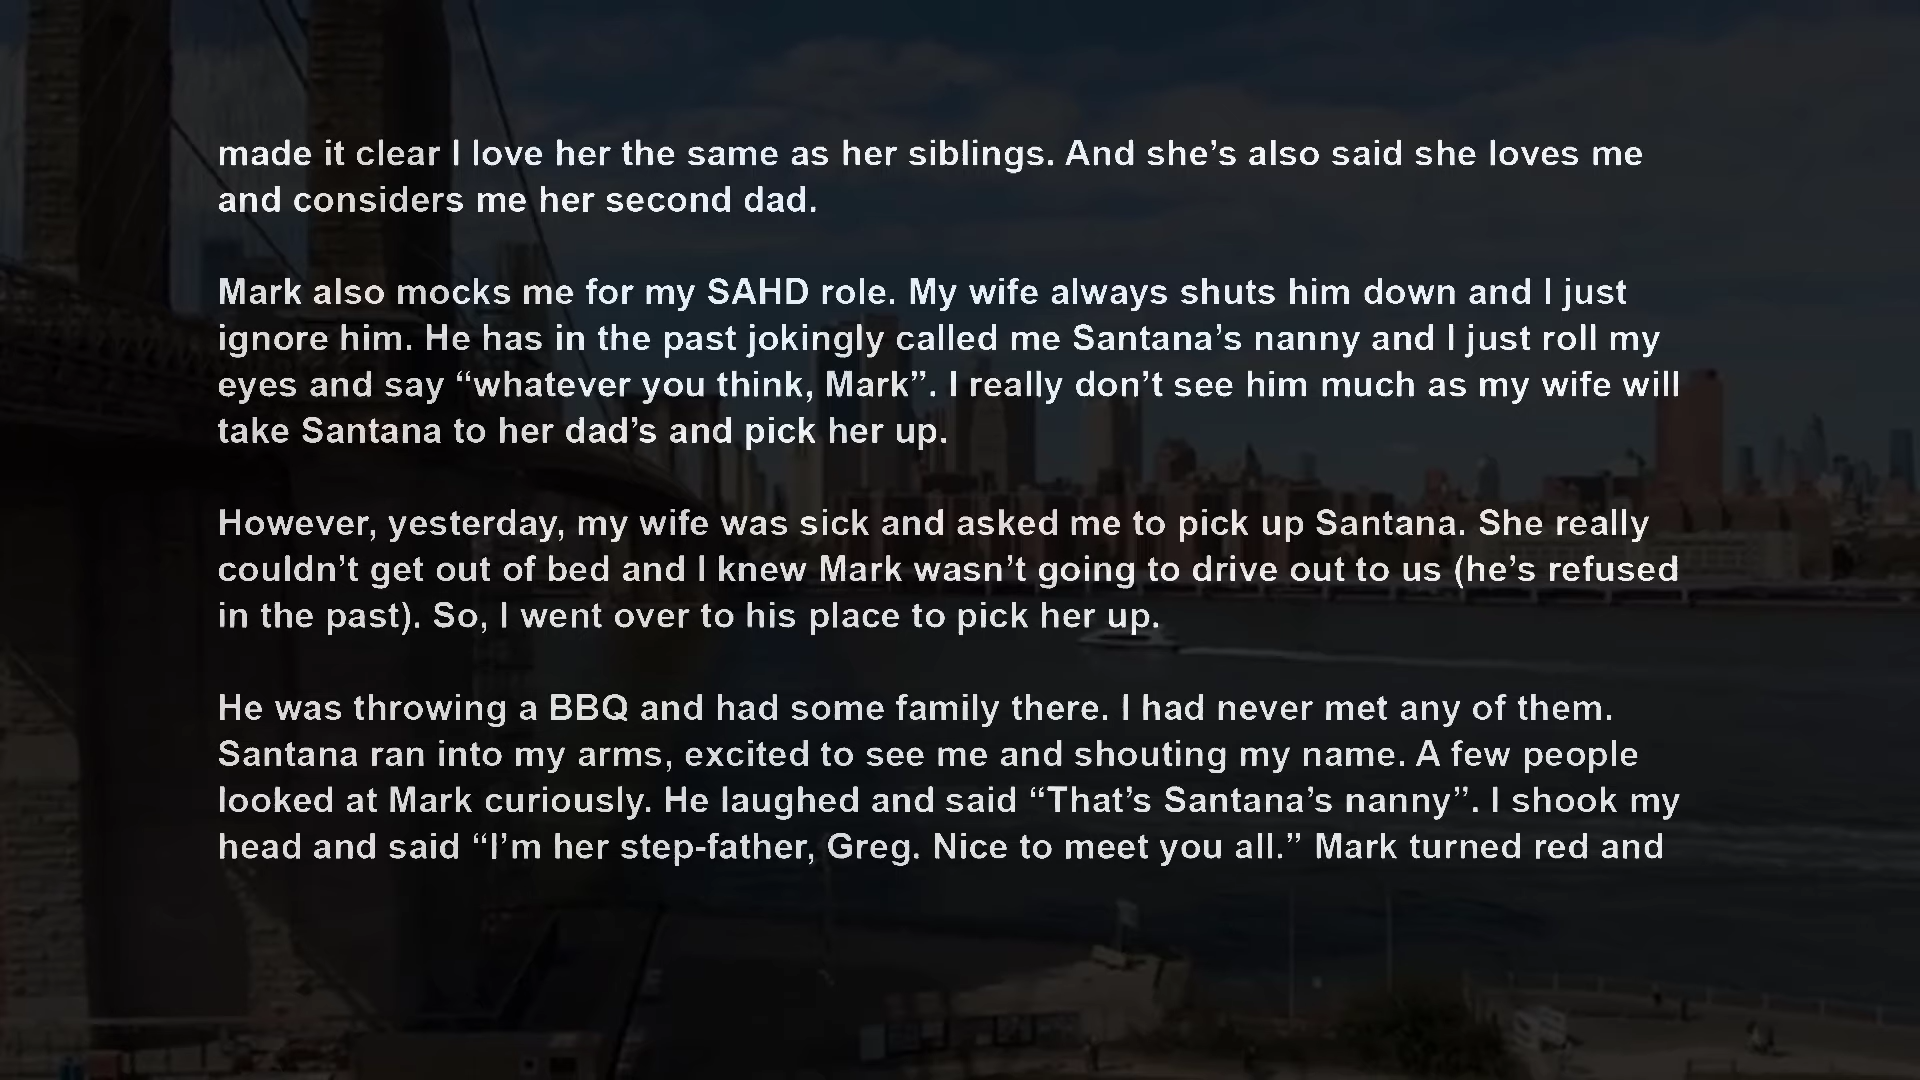 made it clear I love her the same as her siblings. And she’s also said she loves me
and considers me her second dad.
Mark also mocks me for my SAHD role. My wife always shuts him down and I just
ignore him. He has in the past jokingly called me Santana’s nanny and I just roll my
eyes and say “whatever you think, Mark”. I really don’t see him much as my wife will
take Santana to her dad’s and pick her up.
However, yesterday, my wife was sick and asked me to pick up Santana. She really
couldn’t get out of bed and I knew Mark wasn’t going to drive out to us (he’s refused
in the past). So, I went over to his place to pick her up.
He was throwing a BBQ and had some family there. I had never met any of them.
Santana ran into my arms, excited to see me and shouting my name. A few people
looked at Mark curiously. He laughed and said “That’s Santana’s nanny”. I shook my
head and said “I’m her step-father, Greg. Nice to meet you all.” Mark turned red and